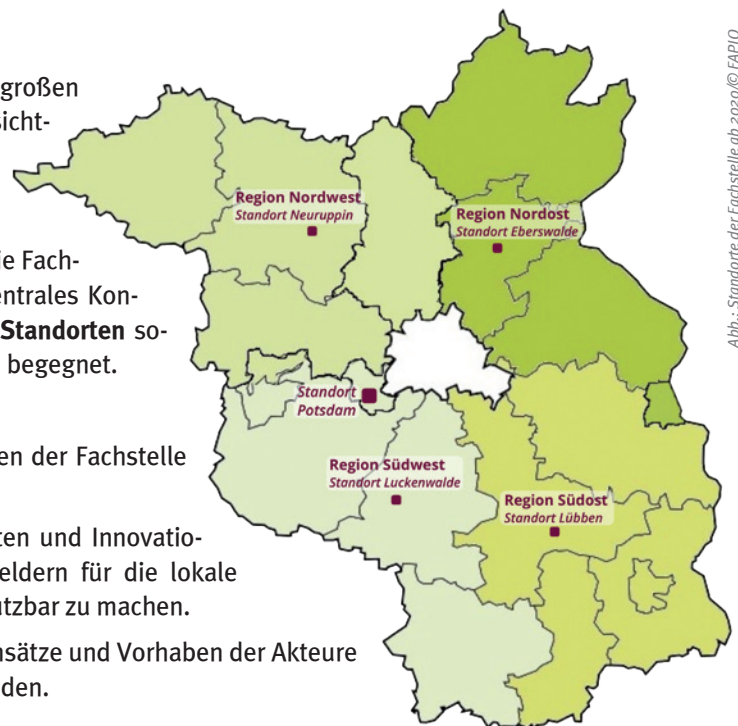 großen
sicht-
ie Fach-
entrales Kon-
Standorten so-
begegnet.
en der Fachstelle
ten und Innovatio-
eldern für die lokale
utzbar zu machen.
nsätze und Vorhaben der Akteure
den.
Region Nordwest
Standort Neuruppin
Region Nordost
Standort Eberswalde
Standort
Potsdam
Region Südwest
Standort Luckenwalde
Region Südost
Standort Lübben
Abb.: Standorte der Fachstelle ab 2020/© FAPIQ